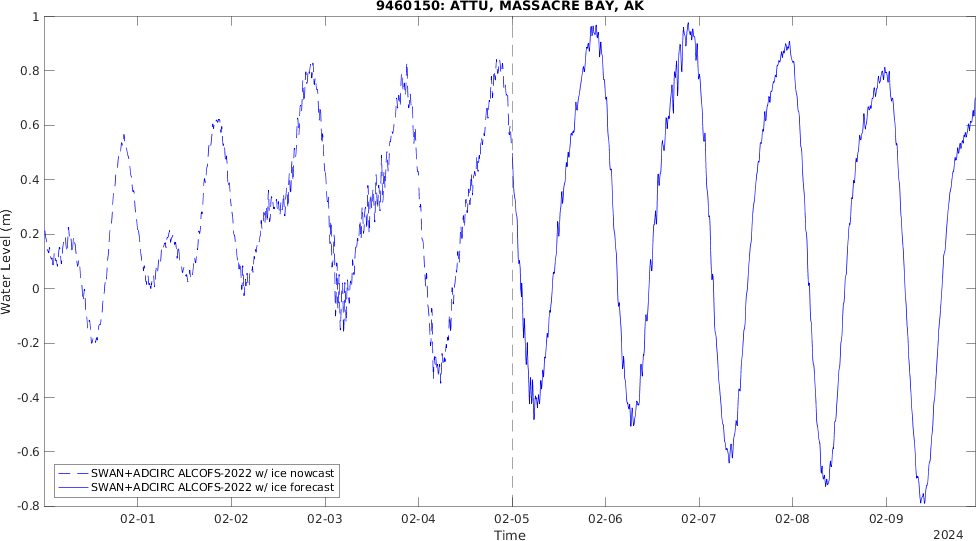 9460150: ATTU, MASSACRE BAY, AK
1
0.8
0.6
0.4
0.2
0
-0.2
-0.4
-0.6
-0.8
Water Level (m)
SWAN+ADCIRC ALCOFS-2022 w/ ice nowcast
SWAN+ADCIRC ALCOFS-2022 w/ ice forecast
02-01 02-02 02-03 02-04 02-05 02-06 02-07 02-08 02-09
Time
2024